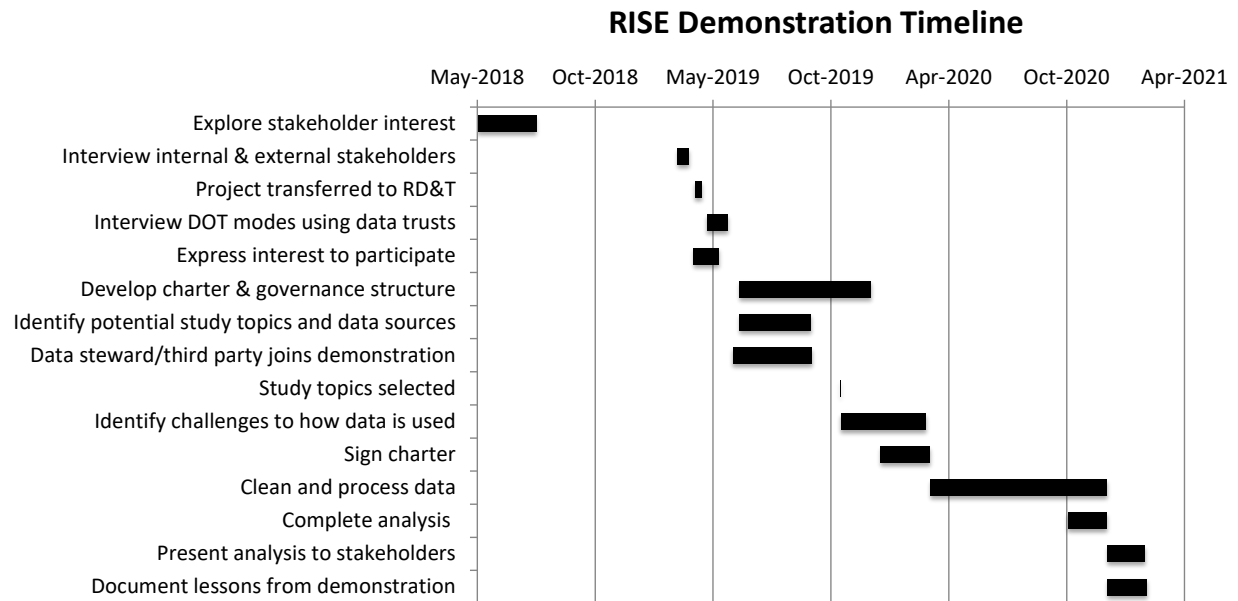 RISE Demonstration Timeline
May-2018 Oct-2018 May-2019 Oct-2019 Apr-2020 Oct-2020 Apr-2021
Explore stakeholder interest
Interview internal & external stakeholders
Project transferred to RD&T
Interview DOT modes using data trusts
Express interest to participate
Develop charter & governance structure
Identify potential study topics and data sources
Data steward/third party joins demonstration
Study topics selected
Identify challenges to how data is used
Sign charter
Clean and process data
Complete analysis
Present analysis to stakeholders
Document lessons from demonstration